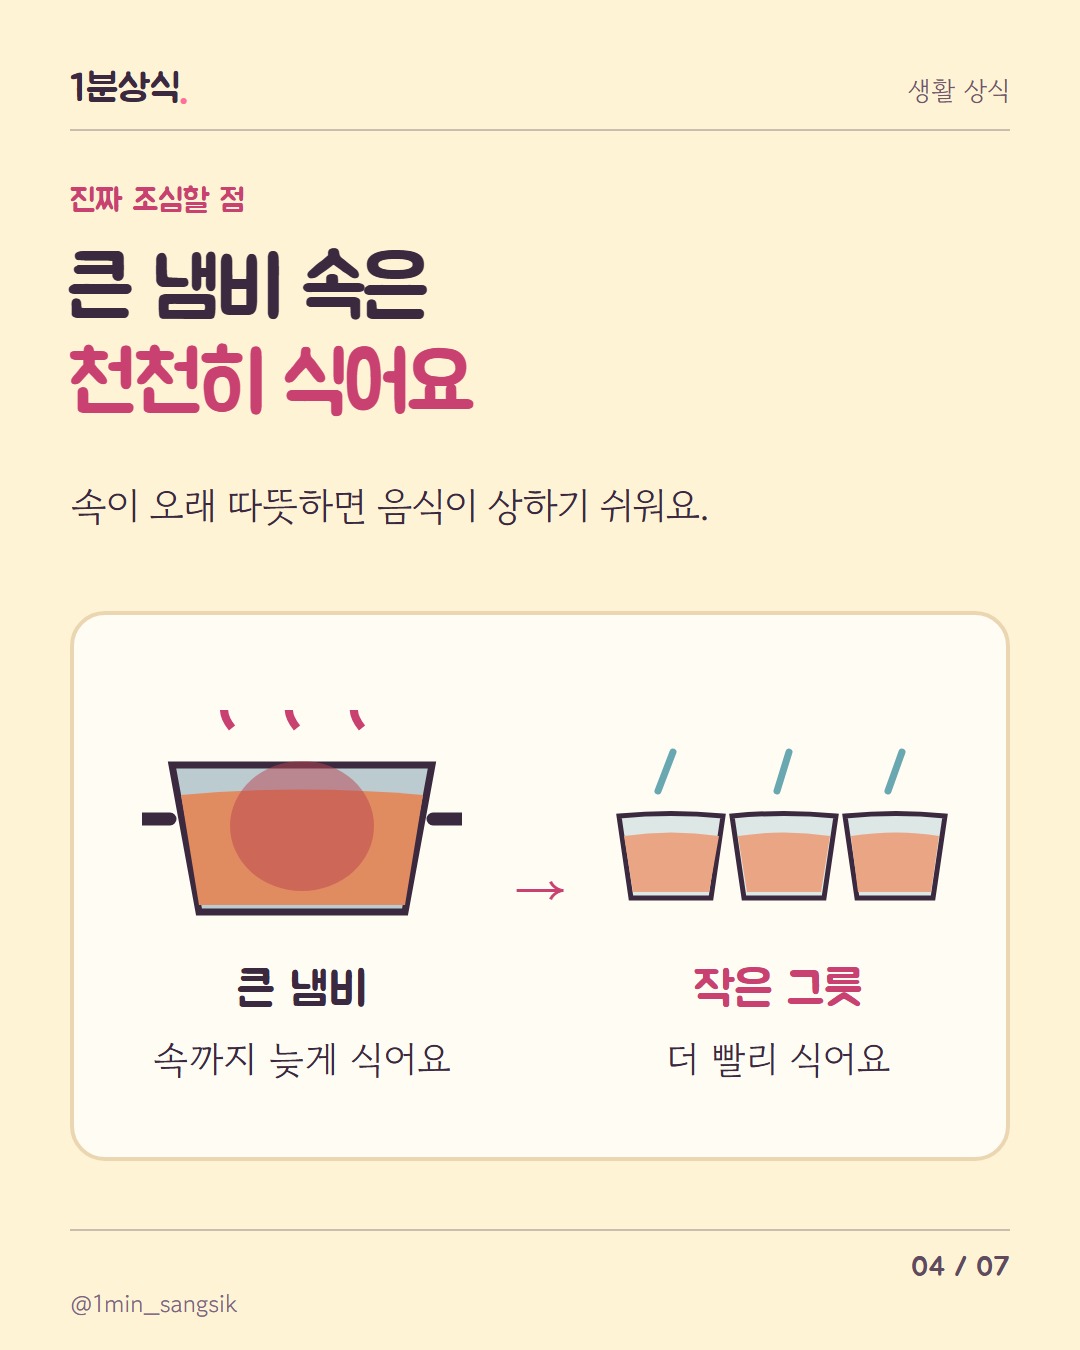 1분상식.
생활 상식
진짜 조심할 점
큰 냄비 속은
천천히 식어요
속이 오래 따뜻하면 음식이 상하기 쉬워요.
→
큰 냄비
속까지 늦게 식어요
작은 그릇
더 빨리 식어요
04 / 07
@1min_sangsik